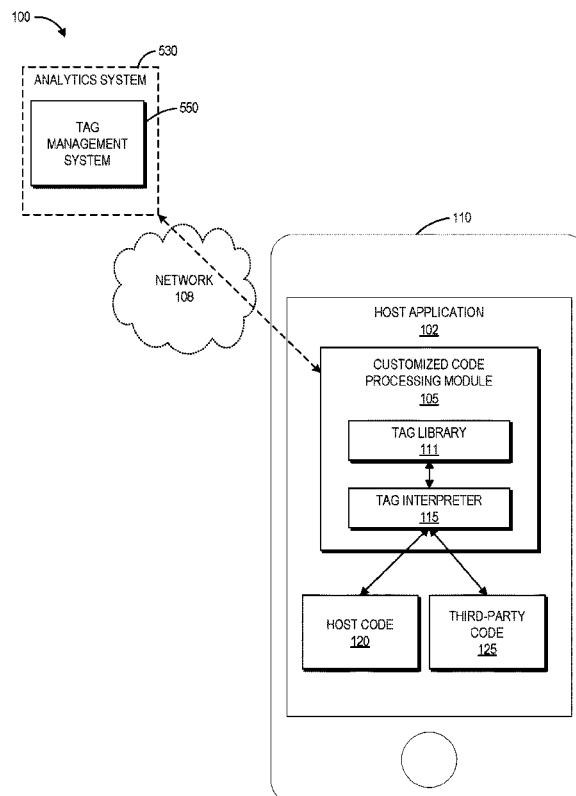 100
530
ANALYTICS SYSTEM
550
TAG
MANAGEMENT
SYSTEM
110
NETWORK
108
HOST APPLICATION
102
CUSTOMIZED CODE
PROCESSING MODULE
105
TAG LIBRARY
111
TAG INTERPRETER
115
HOST CODE
120
THIRD-PARTY
CODE
125